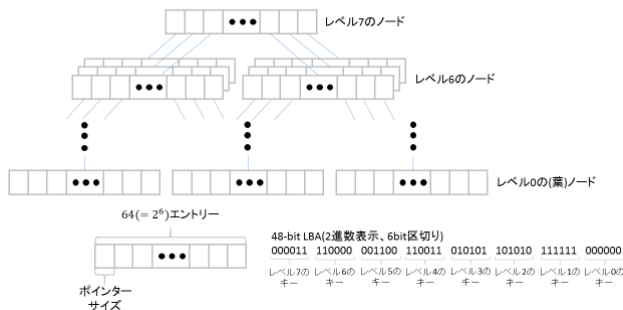 レベル7のノード
レベル6のノード
レベル0の(葉)ノード
64(= 2⁶)エントリー
ポインター
サイズ
48-bit LBA(2進数表示、6bit区切り)
000011 110000 001100 110011 010101 101010 111111 000000
レベル7の キー
レベル6の キー
レベル5の キー
レベル4の キー
レベル3の キー
レベル2の キー
レベル1の キー
レベル0の キー